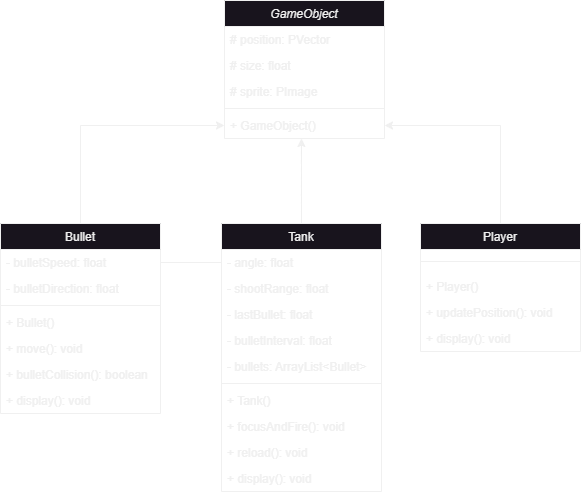 GameObject
# position: PVector
# size: float
# sprite: PImage
+ GameObject()
Bullet
- bulletSpeed: float
- bulletDirection: float
+ Bullet()
+ move(): void
+ bulletCollision(): boolean
+ display(): void
Tank
- angle: float
- shootRange: float
- lastBullet: float
- bulletInterval: float
- bullets: ArrayList<Bullet>
+ Tank()
+ focusAndFire(): void
+ reload(): void
+ display(): void
Player
+ Player()
+ updatePosition(): void
+ display(): void